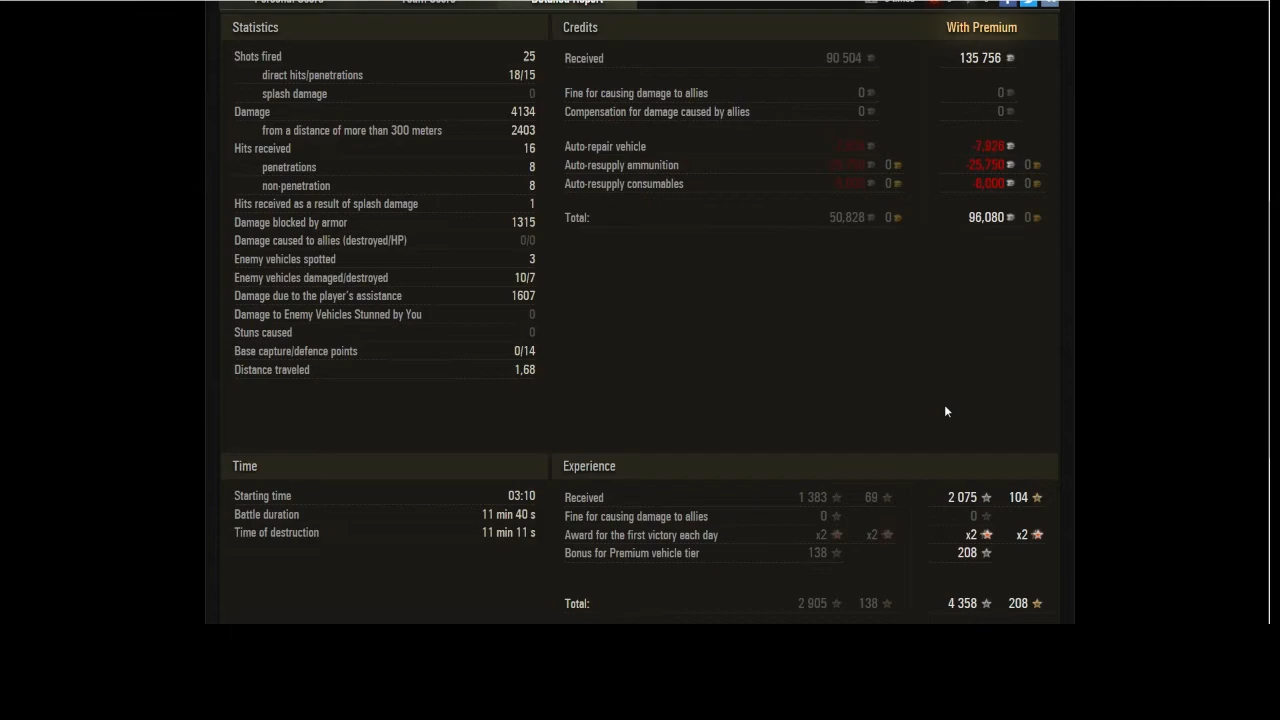 Personal Score Team Score Detailed Report
Statistics
Shots fired 25
direct hits/penetrations 18/15
splash damage 0
Damage 4134
from a distance of more than 300 meters 2403
Hits received 16
penetrations 8
non-penetration 8
Hits received as a result of splash damage 1
Damage blocked by armor 1315
Damage caused to allies (destroyed/HP) 0/0
Enemy vehicles spotted 3
Enemy vehicles damaged/destroyed 10/7
Damage due to the player's assistance 1607
Damage to Enemy Vehicles Stunned by You 0
Stuns caused 0
Base capture/defence points 0/14
Distance traveled 1,68
Credits With Premium
Received 90 504 135 756
Fine for causing damage to allies 0 0
Compensation for damage caused by allies 0 0
Auto-repair vehicle -7,926
Auto-resupply ammunition 0 -25,750 0
Auto-resupply consumables 0 -6,000 0
Total: 50,828 0 96,080 0
Time
Starting time 03:10
Battle duration 11 min 40 s
Time of destruction 11 min 11 s
Experience
Received 1 383 69 2 075 104
Fine for causing damage to allies 0 0
Award for the first victory each day x2 x2 x2 x2
Bonus for Premium vehicle tier 138 208
Total: 2 905 138 4 358 208